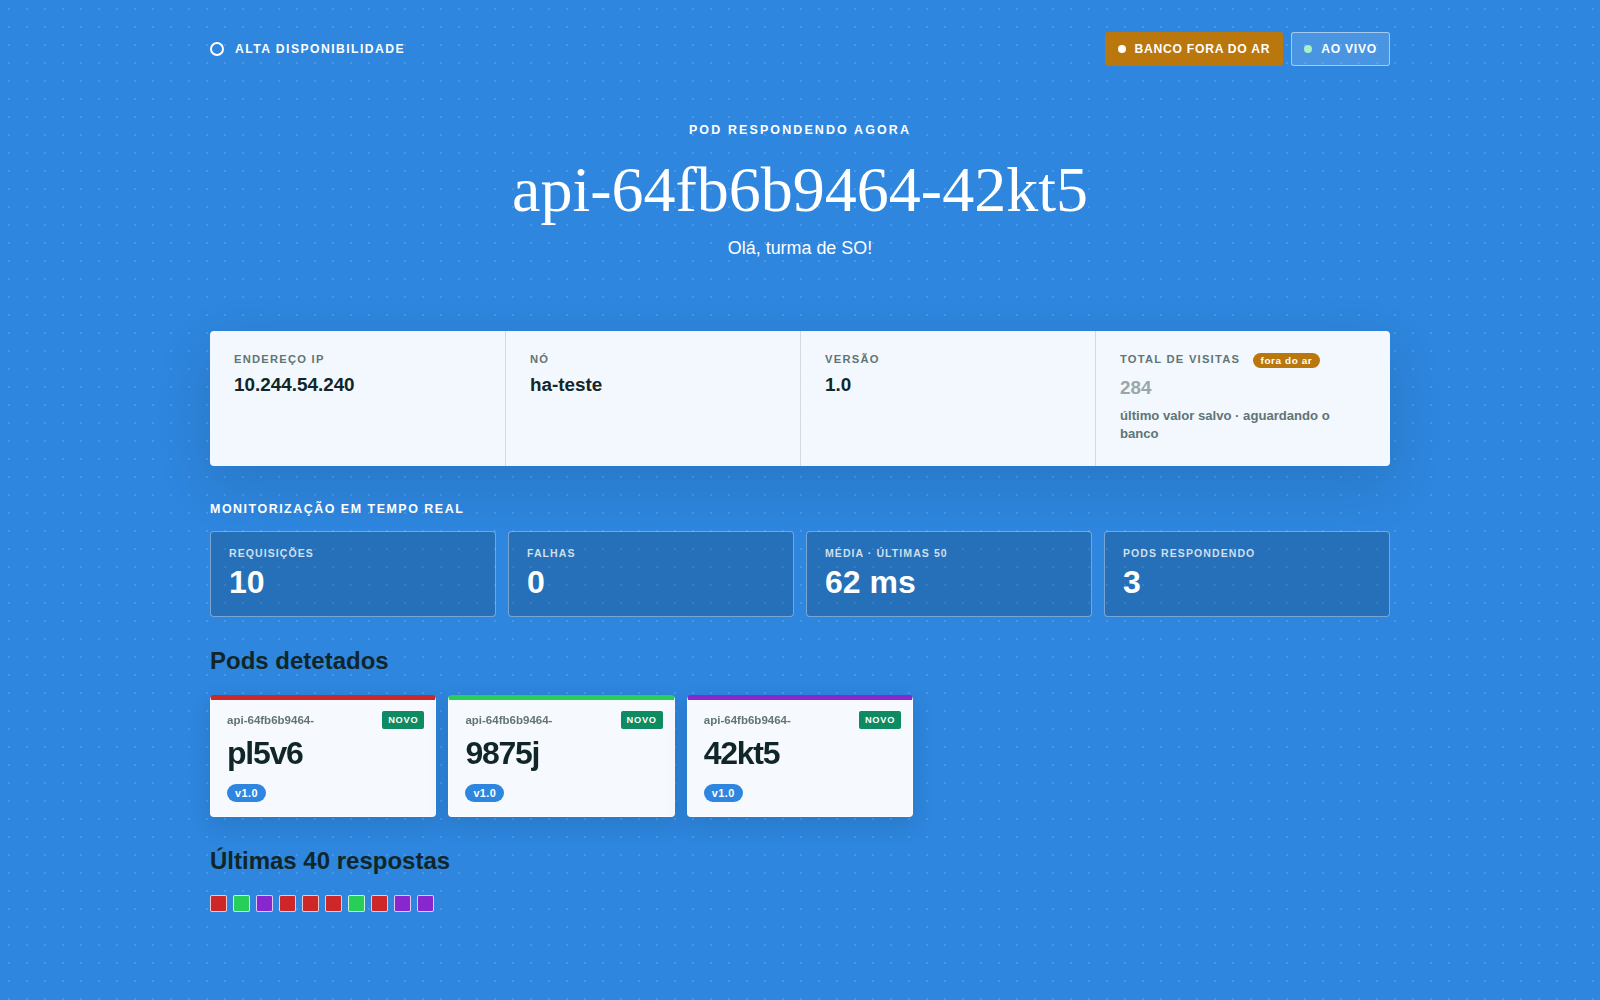 ALTA DISPONIBILIDADE
BANCO FORA DO AR
AO VIVO
POD RESPONDENDO AGORA
api-64fb6b9464-42kt5
Olá, turma de SO!
ENDEREÇO IP
10.244.54.240
NÓ
ha-teste
VERSÃO
1.0
TOTAL DE VISITAS fora do ar
284
último valor salvo · aguardando o
banco
MONITORIZAÇÃO EM TEMPO REAL
REQUISIÇÕES
10
FALHAS
0
MÉDIA · ÚLTIMAS 50
62 ms
PODS RESPONDENDO
3
Pods detetados
api-64fb6b9464- NOVO
pl5v6
v1.0
api-64fb6b9464- NOVO
9875j
v1.0
api-64fb6b9464- NOVO
42kt5
v1.0
Últimas 40 respostas